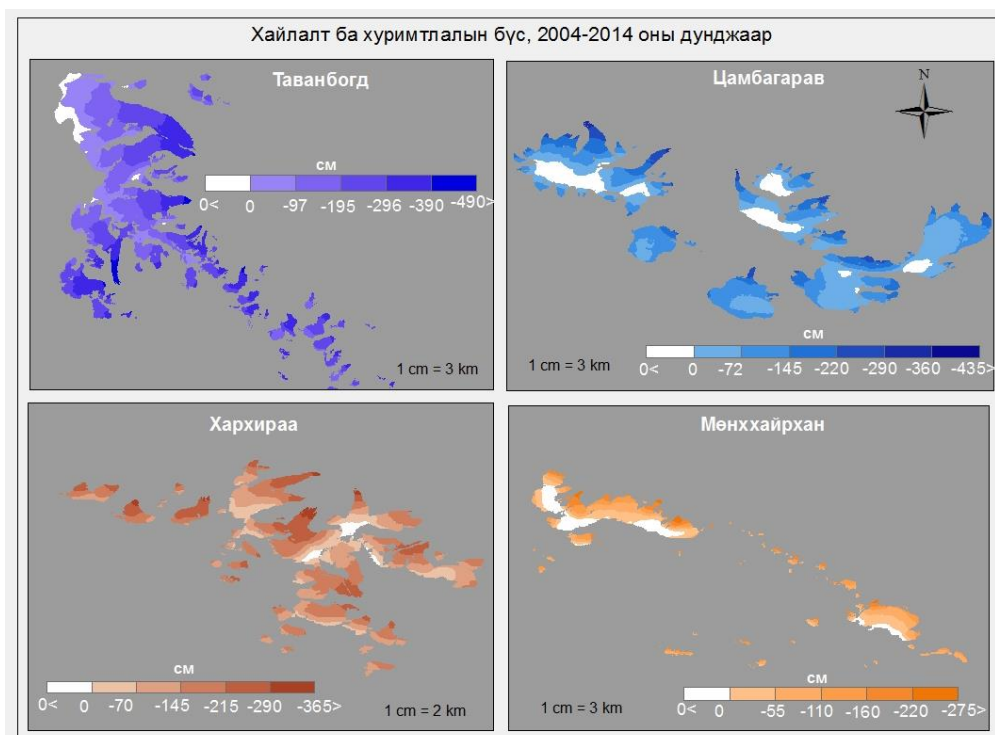 Хайлалт ба хуримтлалын бүс, 2004-2014 оны дунджаар
Таванбогд
см
0< 0 -97 -195 -296 -390 -490>
1 cm = 3 km
Цамбагарав
N
см
0< 0 -72 -145 -220 -290 -360 -435>
1 cm = 3 km
Хархираа
см
0< 0 -70 -145 -215 -290 -365>
1 cm = 2 km
Мөнххайрхан
см
0< 0 -55 -110 -160 -220 -275>
1 cm = 3 km